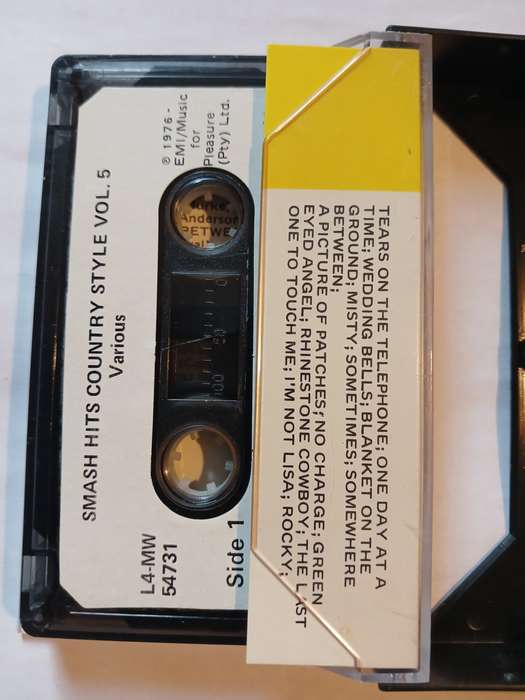 SMASH HITS COUNTRY STYLE VOL. 5
Various
℗ 1976 -
EMI/Music
for
Pleasure
(Pty) Ltd.
L4-MW
54731
Side 1
Anderson
0 50 100
TEARS ON THE TELEPHONE; ONE DAY AT A
TIME; WEDDING BELLS; BLANKET ON THE
GROUND; MISTY; SOMETIMES; SOMEWHERE
BETWEEN;
A PICTURE OF PATCHES; NO CHARGE; GREEN
EYED ANGEL; RHINESTONE COWBOY; THE LAST
ONE TO TOUCH ME; I'M NOT LISA; ROCKY;